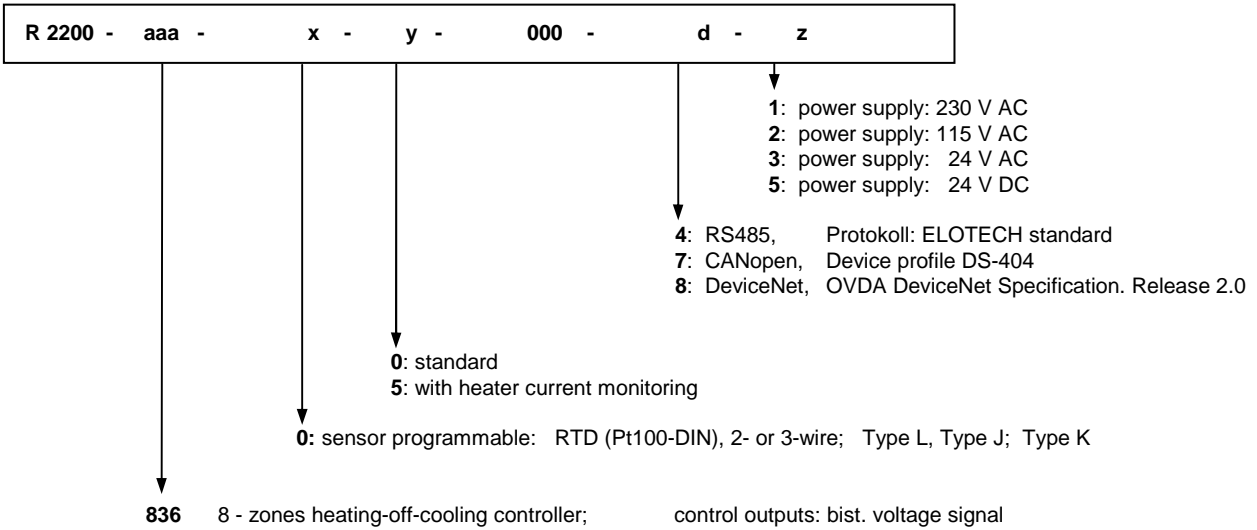 R 2200 - aaa - x - y - 000 - d - z
1: power supply: 230 V AC
2: power supply: 115 V AC
3: power supply: 24 V AC
5: power supply: 24 V DC
4: RS485, Protokoll: ELOTECH standard
7: CANopen, Device profile DS-404
8: DeviceNet, OVDA DeviceNet Specification. Release 2.0
0: standard
5: with heater current monitoring
0: sensor programmable: RTD (Pt100-DIN), 2- or 3-wire; Type L, Type J; Type K
836 8 - zones heating-off-cooling controller; control outputs: bist. voltage signal